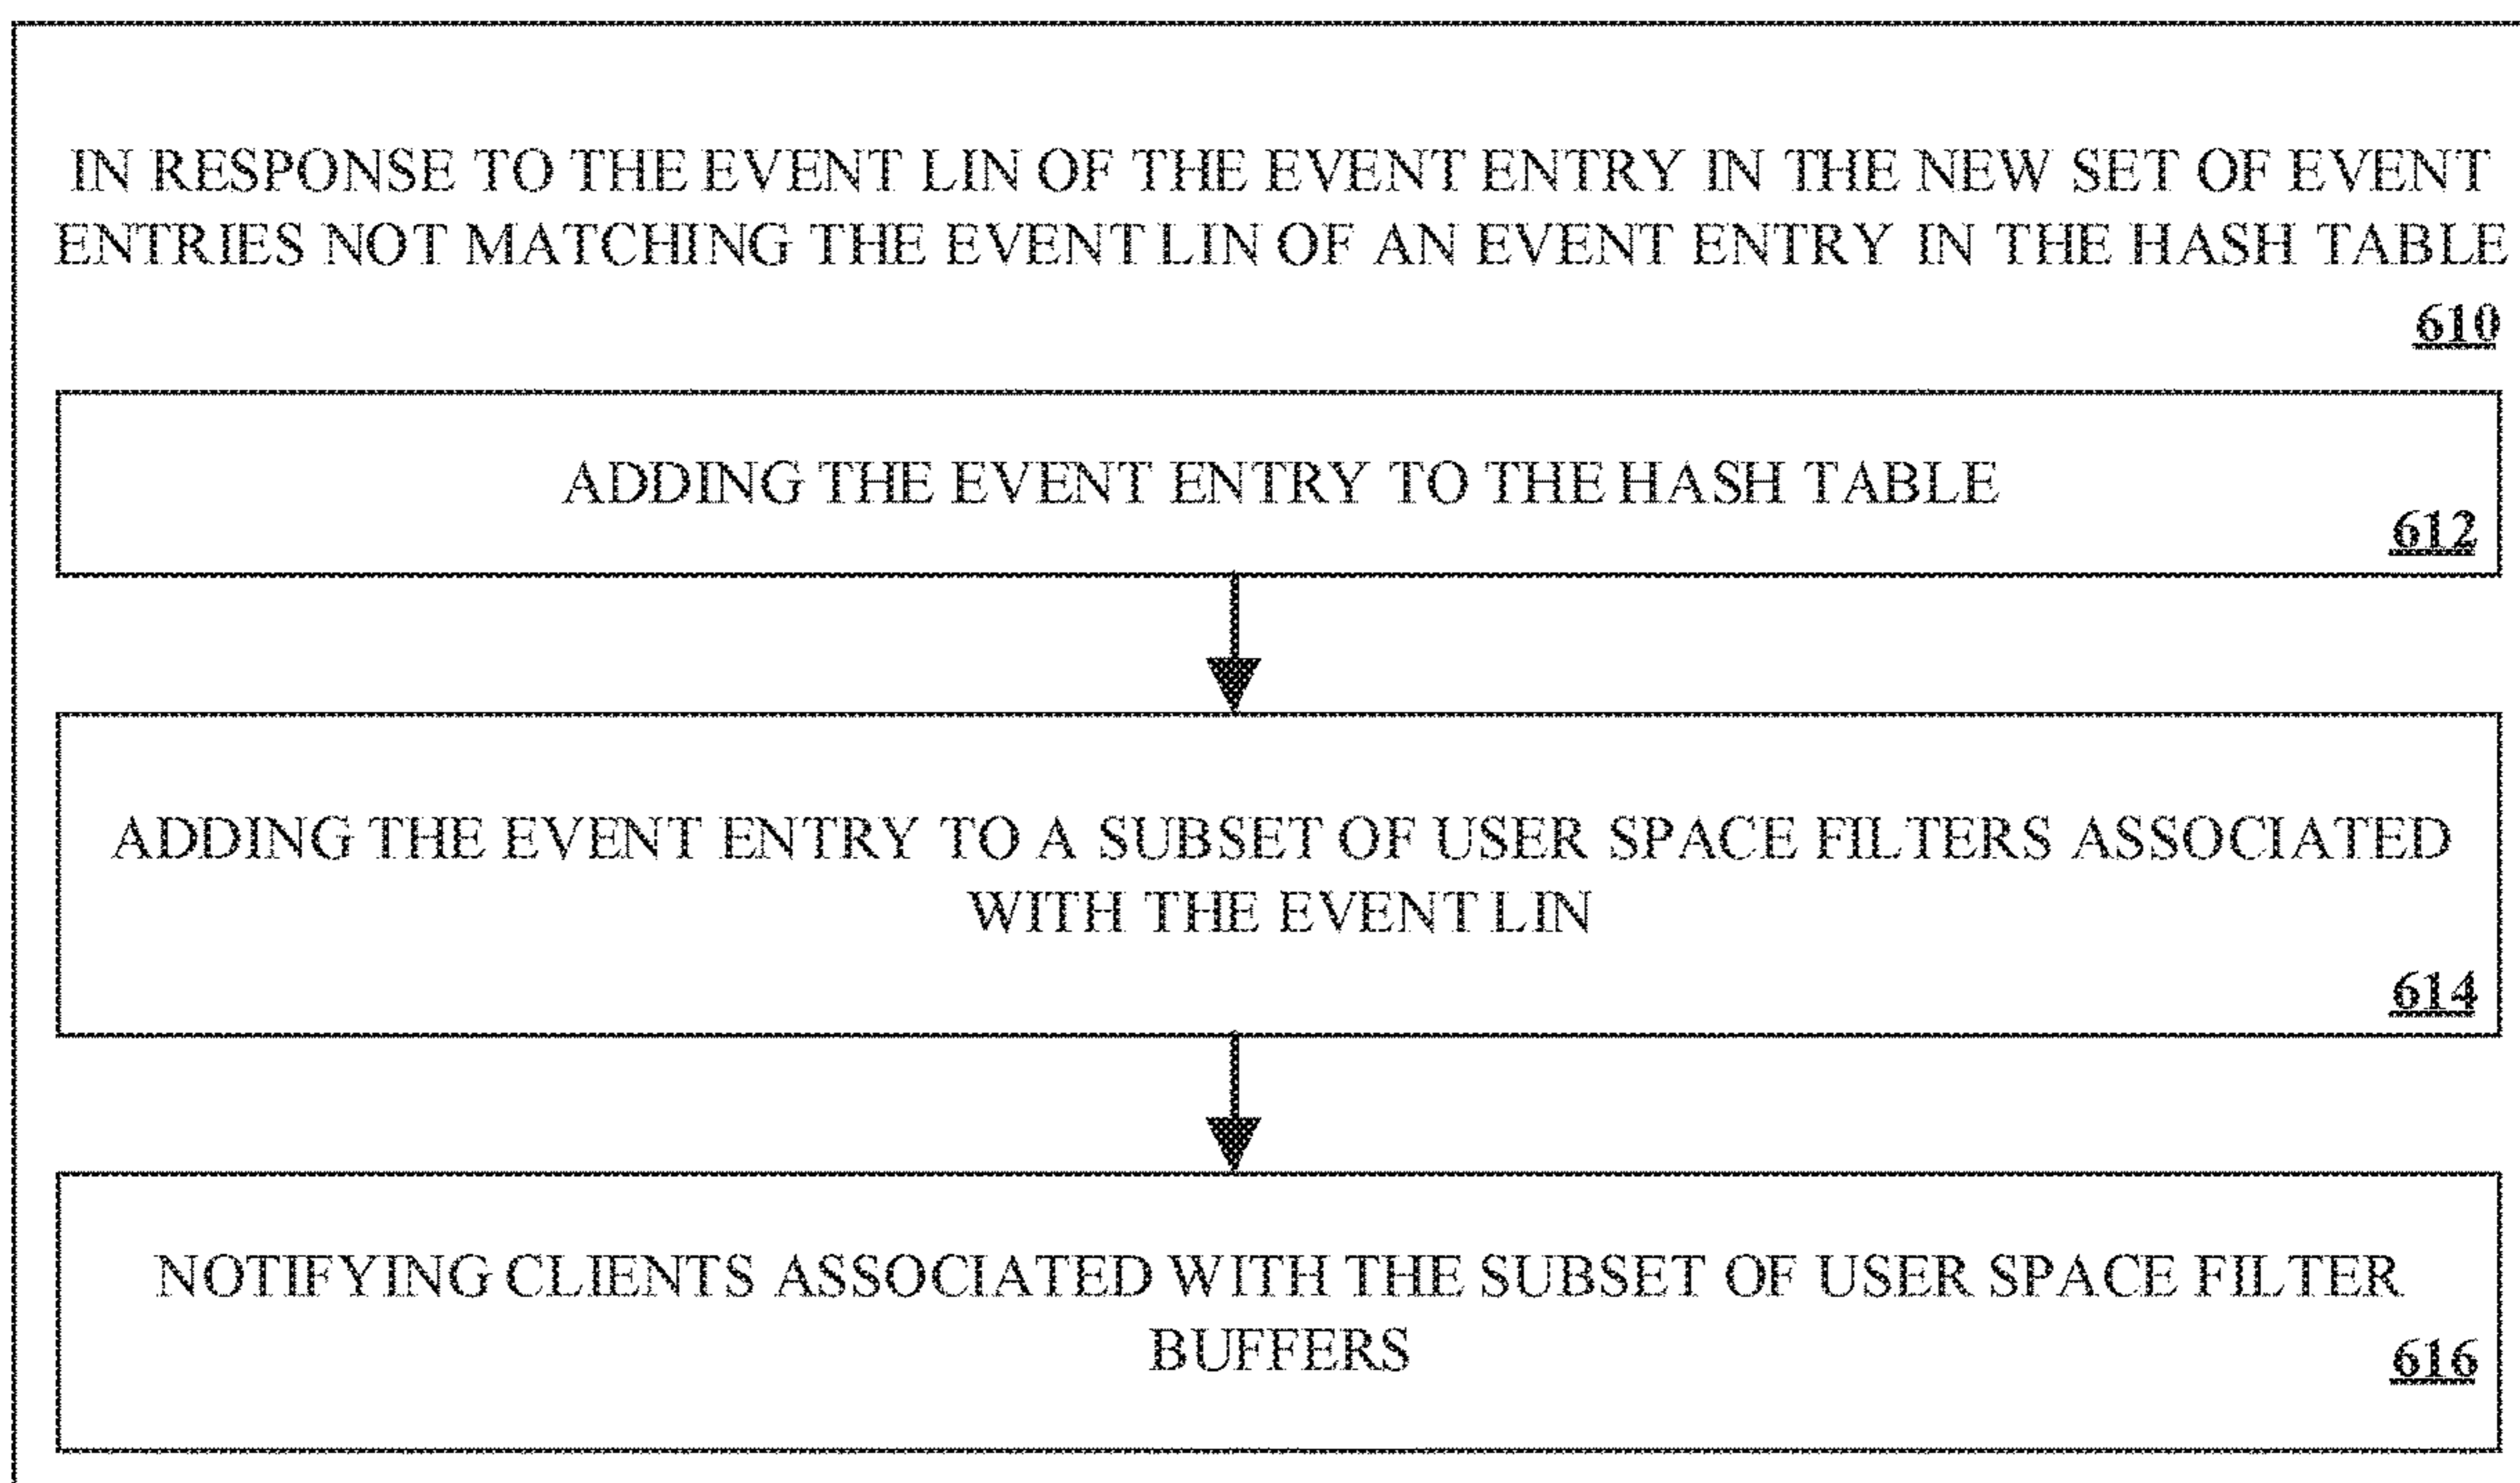 IN RESPONSE TO THE EVENT LIN OF THE EVENT ENTRY IN THE NEW SET OF EVENT
ENTRIES NOT MATCHING THE EVENT LIN OF AN EVENT ENTRY IN THE HASH TABLE
610
ADDING THE EVENT ENTRY TO THE HASH TABLE
612
ADDING THE EVENT ENTRY TO A SUBSET OF USER SPACE FILTERS ASSOCIATED
WITH THE EVENT LIN
614
NOTIFYING CLIENTS ASSOCIATED WITH THE SUBSET OF USER SPACE FILTER
BUFFERS
616